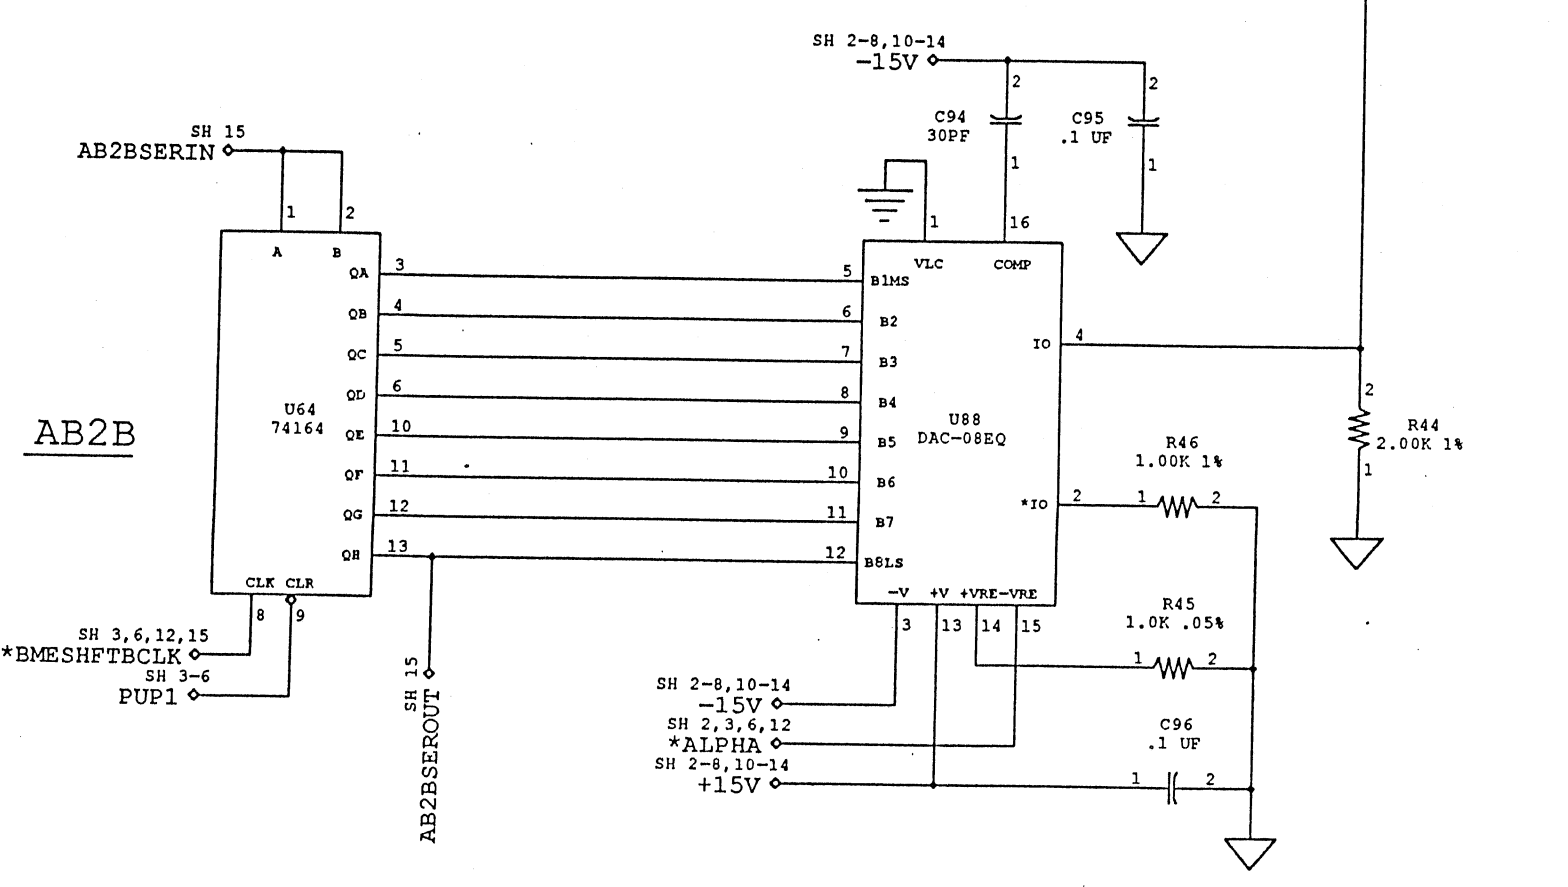 SH 2-8,10-14
-15V
2
2
C94
30PF
C95
.1 UF
1
1
SH 15
AB2BSERIN
1
2
1
16
A
B
VLC
COMP
QA
3
5
B1MS
QB
4
6
B2
QC
5
7
B3
IO
4
QD
6
8
B4
2
U64
74164
U88
DAC-08EQ
R44
2.00K 1%
AB2B
QE
10
9
B5
R46
1.00K 1%
1
QF
11
10
B6
*IO
2
1
2
QG
12
11
B7
QH
13
12
B8LS
CLK
CLR
-V
+V
+VRE
-VRE
8
9
3
13
14
15
R45
1.0K .05%
1
2
SH 3,6,12,15
*BMESHFTBCLK
SH 3-6
PUP1
SH 15
AB2BSEROUT
SH 2-8,10-14
-15V
SH 2,3,6,12
*ALPHA
SH 2-8,10-14
+15V
C96
.1 UF
1
2